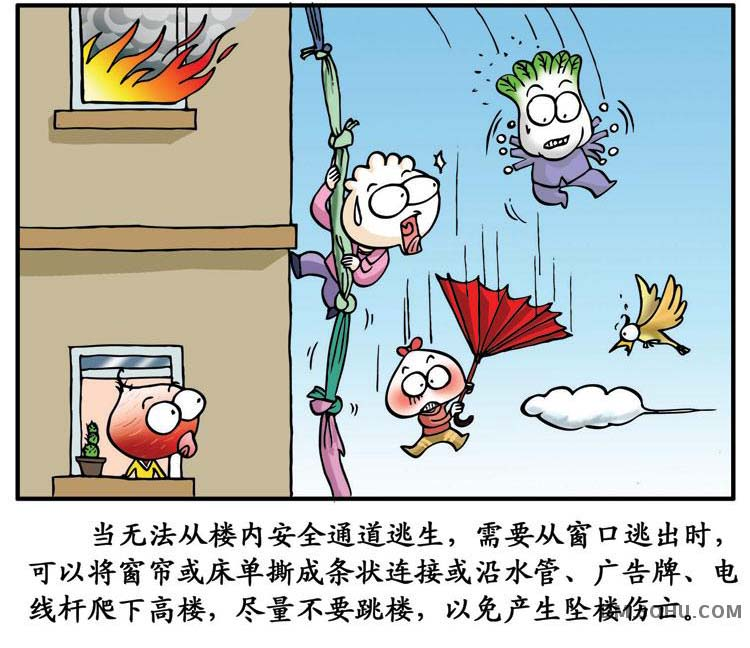 当无法从楼内安全通道逃生，需要从窗口逃出时，
可以将窗帘或床单撕成条状连接或沿水管、广告牌、电
线杆爬下高楼，尽量不要跳楼，以免产生坠楼伤亡。